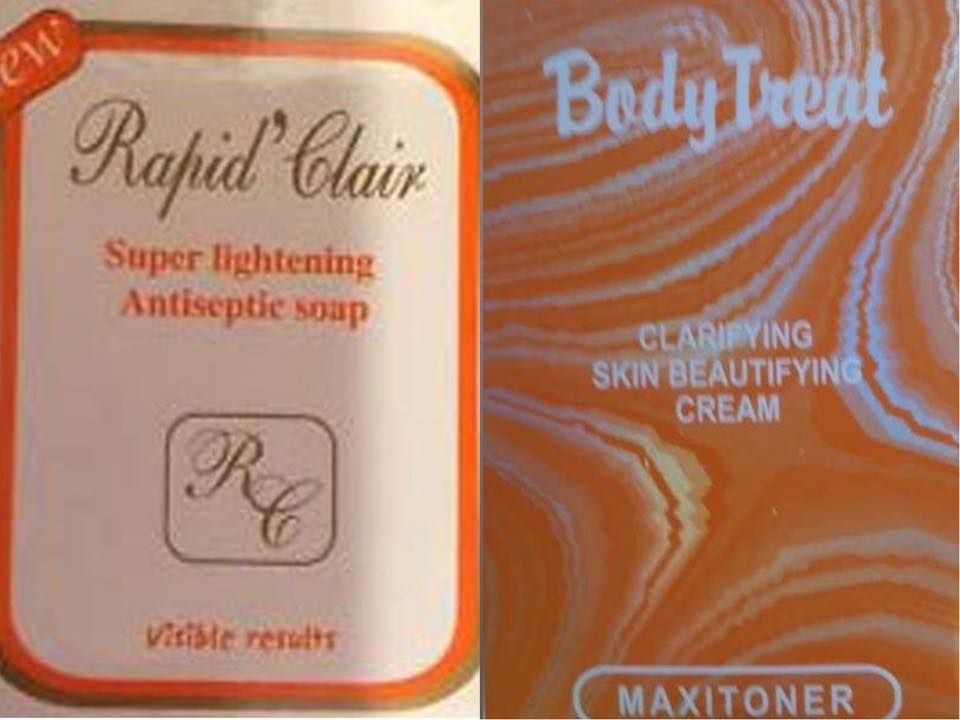 ew
Rapid'Clair
Super lightening
Antiseptic soap
RC
Visible results
Body Treat
CLARIFYING
SKIN BEAUTIFYING
CREAM
MAXITONER